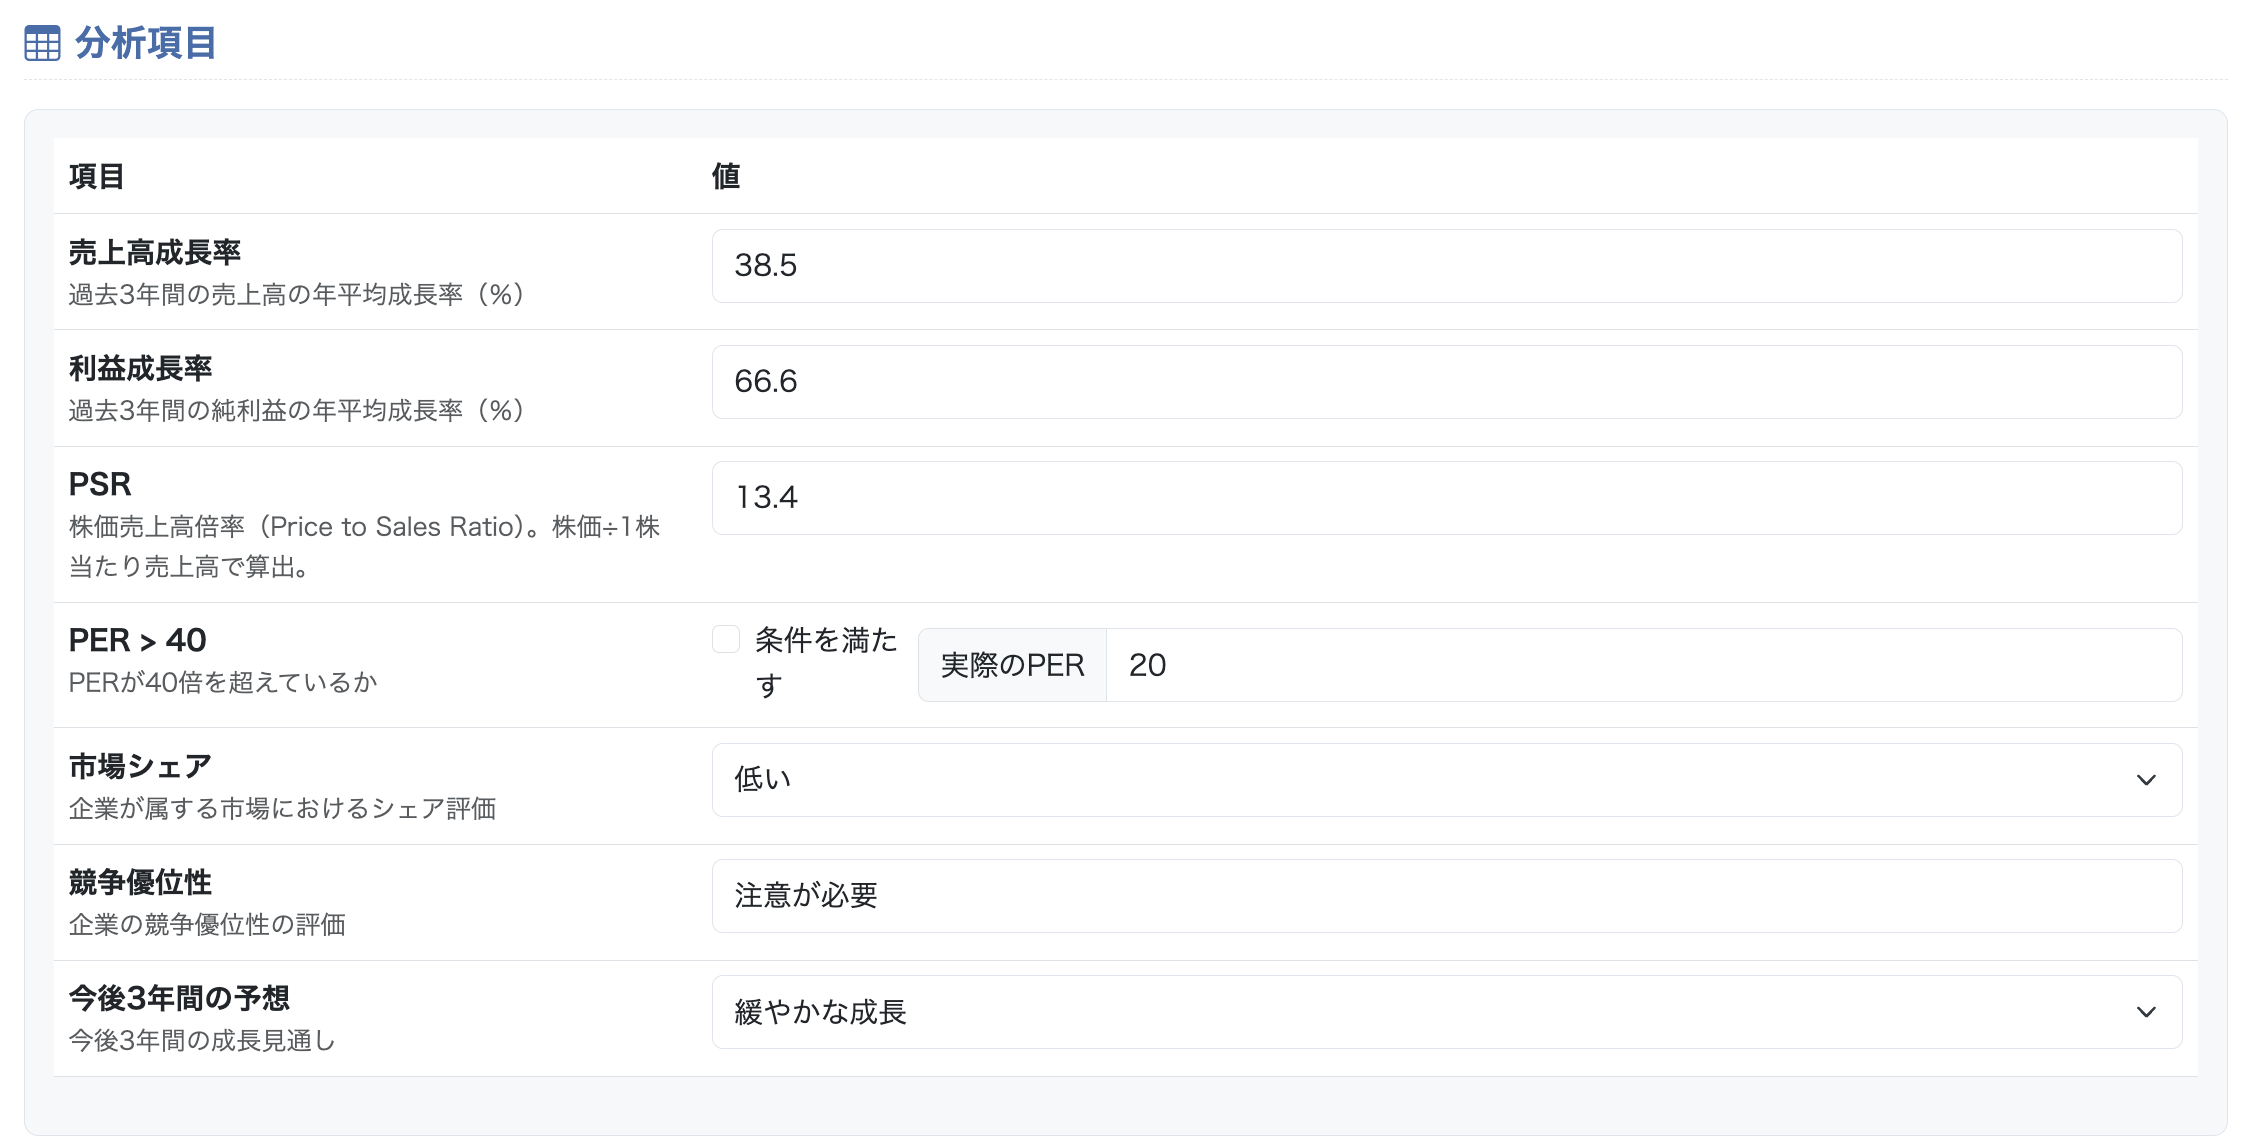 分析項目
項目 値
売上高成長率
過去3年間の売上高の年平均成長率（%）
38.5
利益成長率
過去3年間の純利益の年平均成長率（%）
66.6
PSR
株価売上高倍率（Price to Sales Ratio）。株価÷1株
当たり売上高で算出。
13.4
PER > 40
PERが40倍を超えているか
条件を満た
す
実際のPER 20
市場シェア
企業が属する市場におけるシェア評価
低い
競争優位性
企業の競争優位性の評価
注意が必要
今後3年間の予想
今後3年間の成長見通し
緩やかな成長